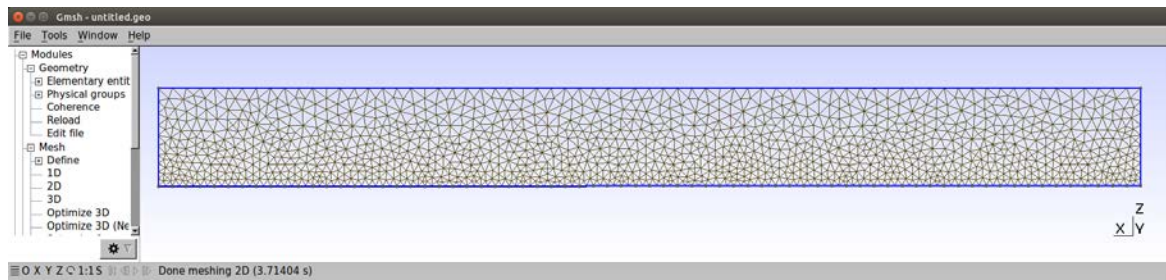 Gmsh - untitled.geo
File Tools Window Help
Modules
Geometry
Elementary entit
Physical groups
Coherence
Reload
Edit file
Mesh
Define
1D
2D
3D
Optimize 3D
Optimize 3D (Ne
Z
X Y
O X Y Z 1:1 S Done meshing 2D (3.71404 s)